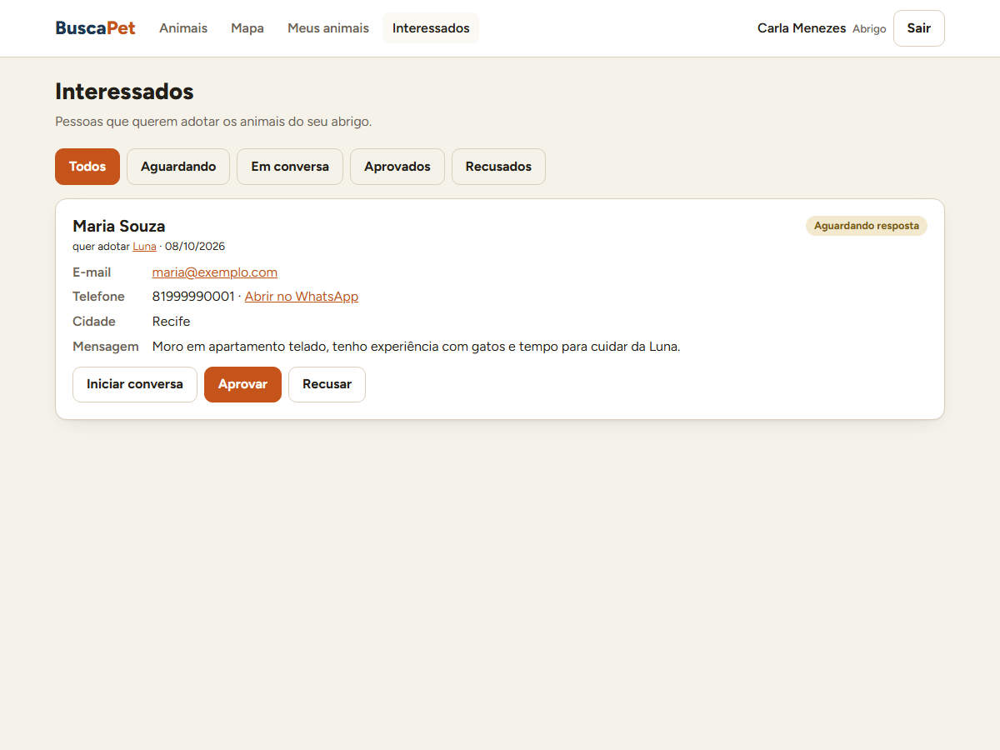 BuscaPet Animais Mapa Meus animais Interessados Carla Menezes Abrigo Sair
Interessados
Pessoas que querem adotar os animais do seu abrigo.
Todos Aguardando Em conversa Aprovados Recusados
Maria Souza Aguardando resposta
quer adotar Luna · 08/10/2026
E-mail maria@exemplo.com
Telefone 81999990001 · Abrir no WhatsApp
Cidade Recife
Mensagem Moro em apartamento telado, tenho experiência com gatos e tempo para cuidar da Luna.
Iniciar conversa Aprovar Recusar